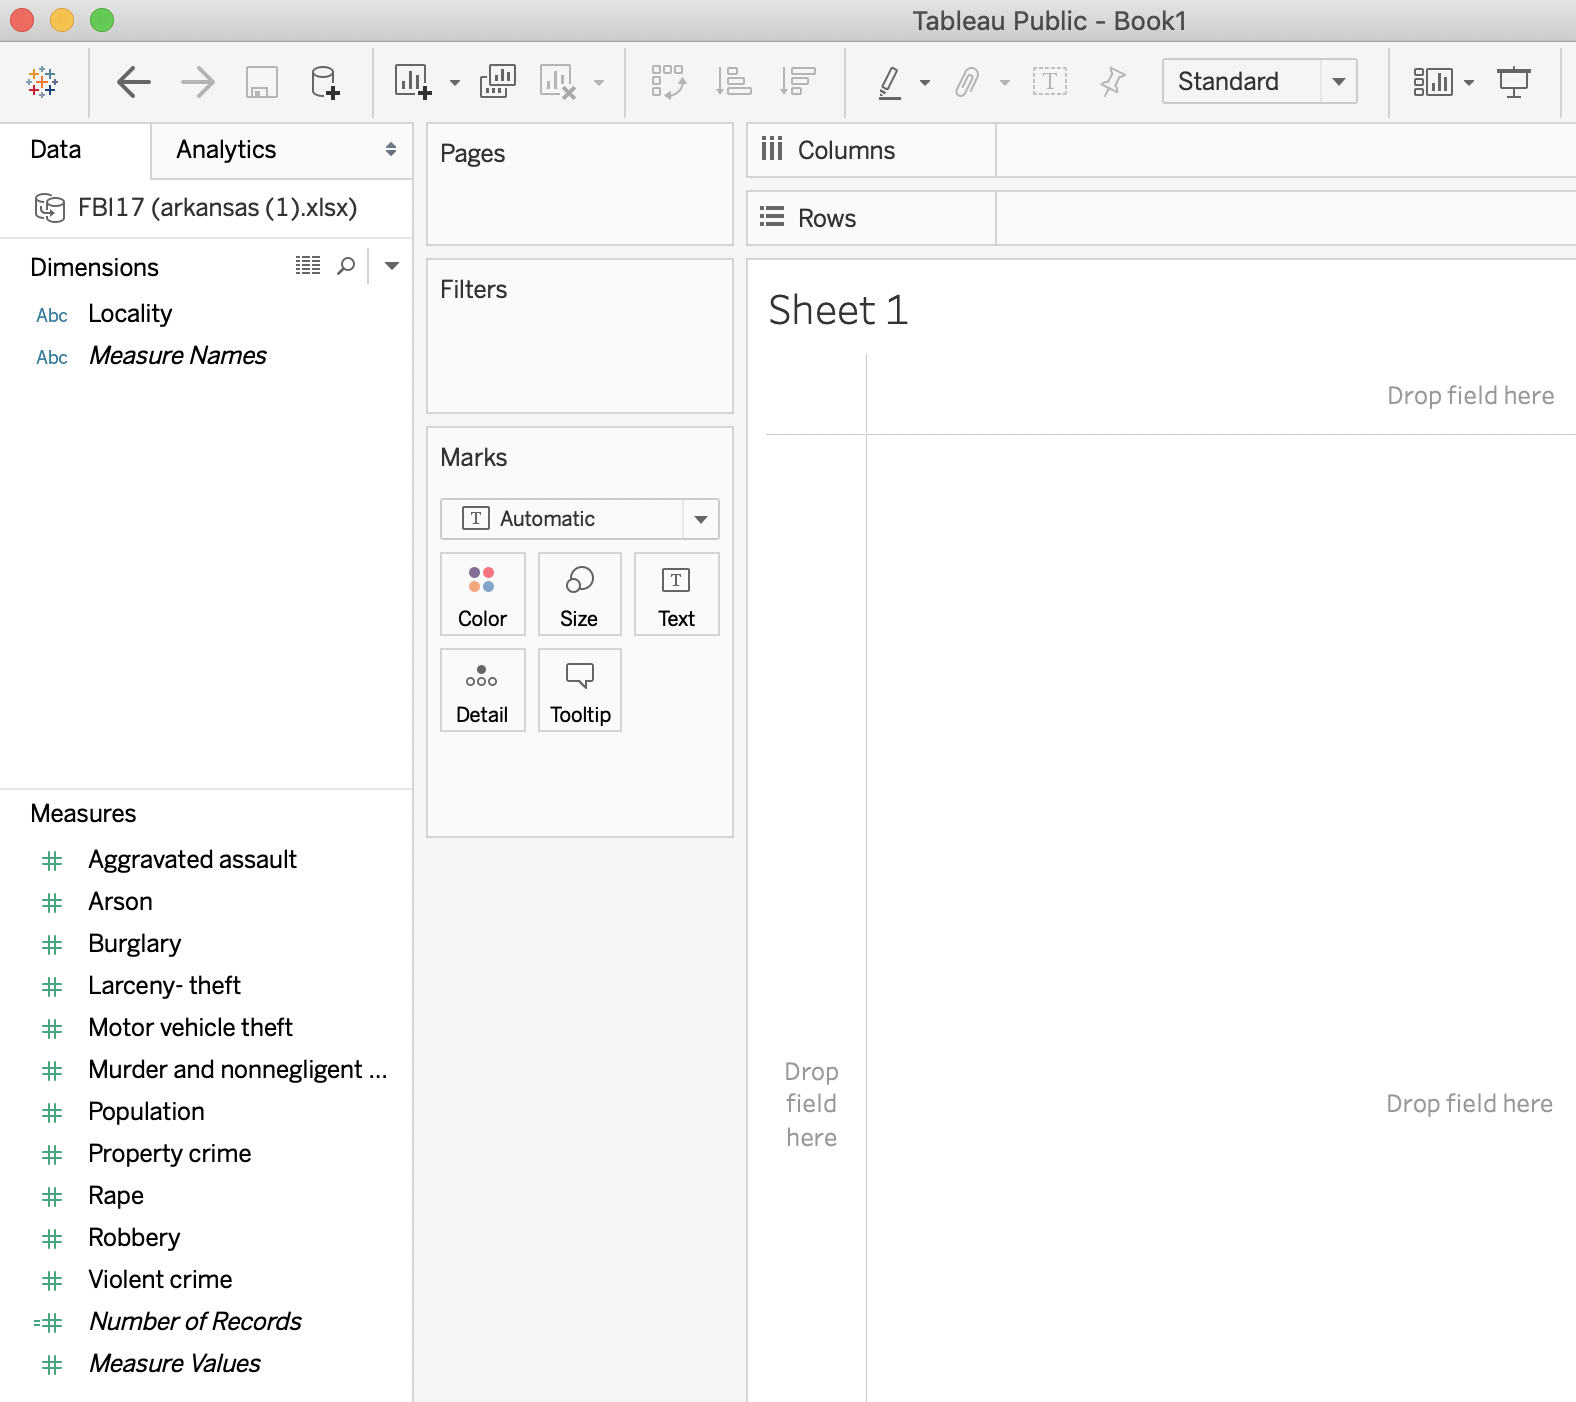 Tableau Public - Book1
Standard
Data
Analytics
FBI17 (arkansas (1).xlsx)
Dimensions
Abc Locality
Abc Measure Names
Measures
Aggravated assault
Arson
Burglary
Larceny- theft
Motor vehicle theft
Murder and nonnegligent ...
Population
Property crime
Rape
Robbery
Violent crime
=# Number of Records
Measure Values
Pages
Filters
Marks
T Automatic
Color
Size
T
Text
Detail
Tooltip
Columns
Rows
Sheet 1
Drop field here
Drop
field
here
Drop field here